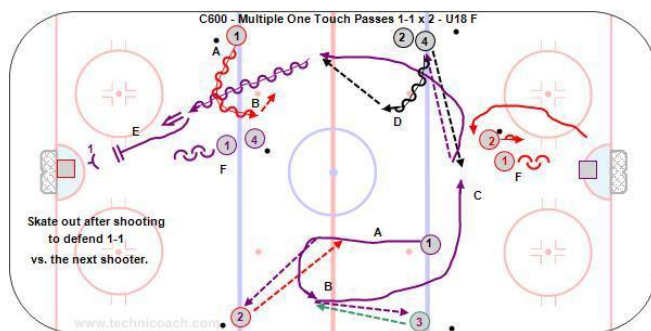 C600 - Multiple One Touch Passes 1-1 x 2 - U18 F
1
2
4
A
B
D
E
1
1
4
F
2
1
F
C
Skate out after shooting
to defend 1-1
vs. the next shooter.
A
1
B
2
3
www.technicoach.com